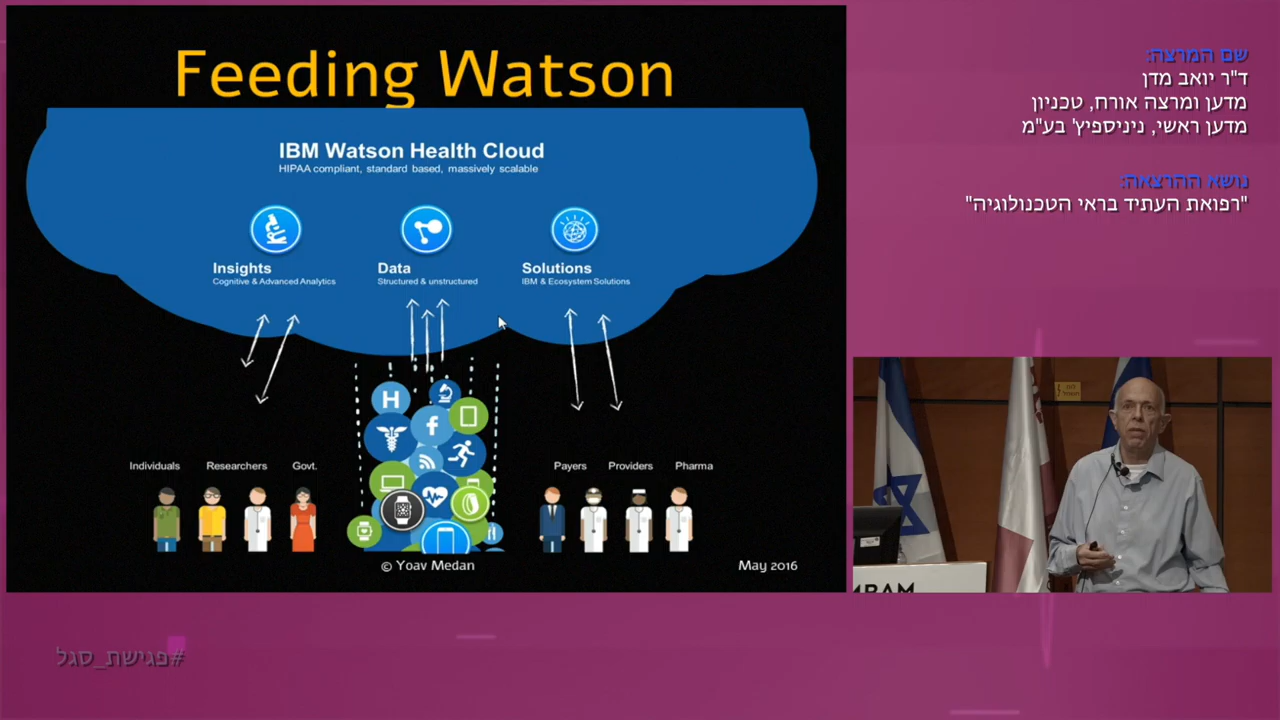 Feeding Watson
IBM Watson Health Cloud
HIPAA compliant, standard based, massively scalable
Insights
Cognitive & Advanced Analytics
Data
Structured & unstructured
Solutions
IBM & Ecosystem Solutions
Individuals
Researchers
Govt.
H
f
Payers
Providers
Pharma
© Yoav Medan
May 2016
שם המרצה:
ד"ר יואב מדן
מדען ומרצה אורח, טכניון
מדען ראשי, ניניספיץ' בע"מ
נושא ההרצאה:
"רפואת העתיד בראי הטכנולוגיה"
#פגישת_סגל